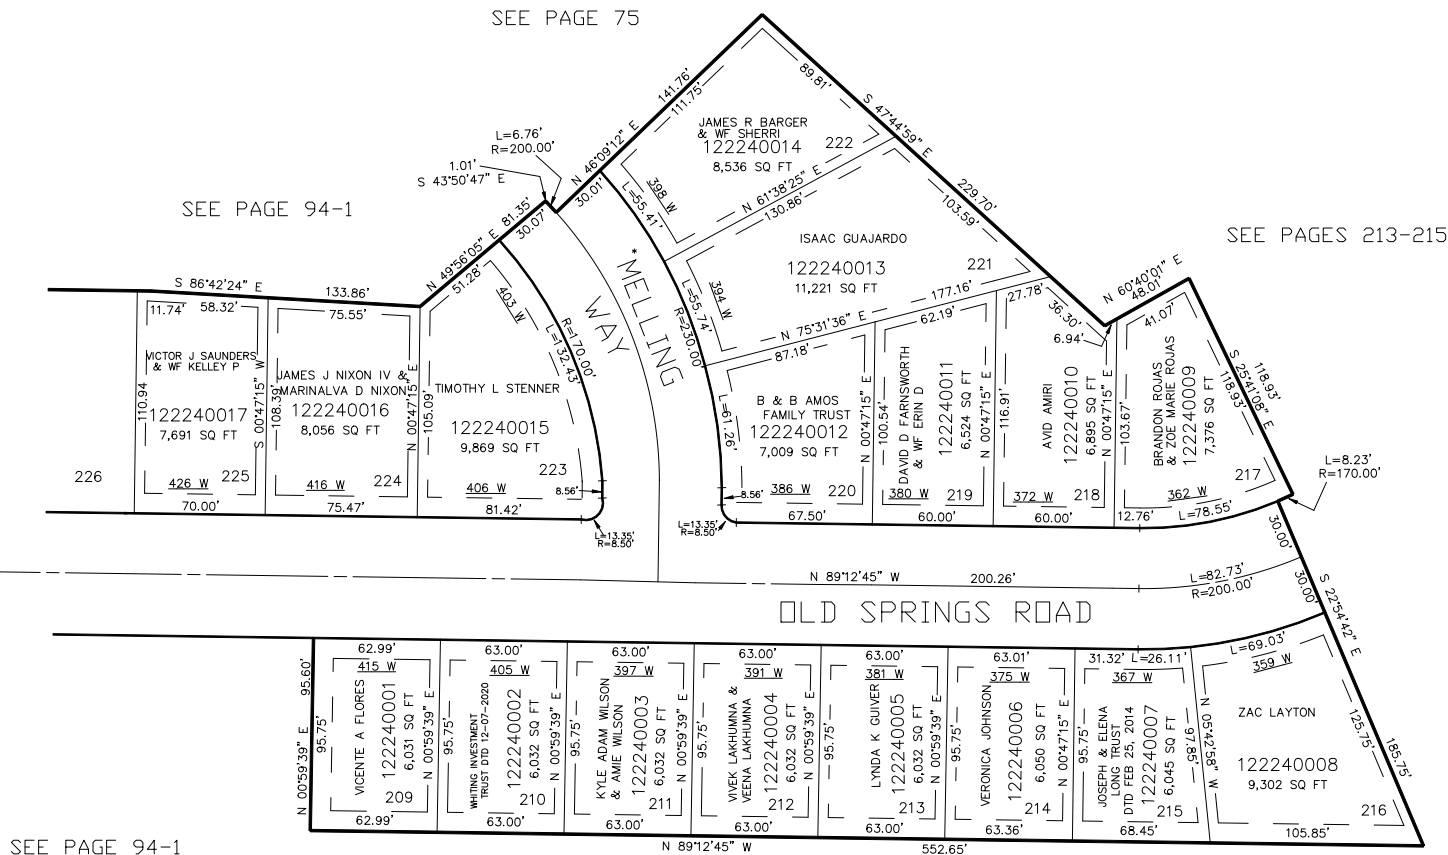 SEE PAGE 75
SEE PAGE 94-1
SEE PAGES 213-215
SEE PAGE 94-1
141.76'
111.75'
N 46°09'12" E
30.01'
89.81'
S 47°44'59" E
229.70'
103.59'
L=6.76'
R=200.00'
1.01'
S 43°50'47" E
JAMES R BARGER
& WF SHERRI
122240014
8,536 SQ FT
222
398 W
L=55.41'
N 61°38'25" E
130.86'
ISAAC GUAJARDO
122240013
11,221 SQ FT
221
394 W
L=55.74'
R=230.00'
177.16'
N 75°31'36" E
87.18'
62.19'
27.78'
36.30'
6.94'
N 60°40'01" E
48.01'
41.07'
S 25°41'08" E
118.93'
118.93'
L=8.23'
R=170.00'
S 86°42'24" E
133.86'
11.74'
58.32'
110.94
VICTOR J SAUNDERS
& WF KELLEY P
122240017
7,691 SQ FT
426 W
225
70.00'
226
S 00°47'15" W
75.55'
108.39'
JAMES J NIXON IV &
MARINALVA D NIXON
122240016
8,056 SQ FT
416 W
224
75.47'
N 00°47'15" E
N 49°56'05" E
81.35'
51.28'
30.07'
105.09'
TIMOTHY L STENNER
122240015
9,869 SQ FT
223
403 W
406 W
81.42'
R=170.00'
L=132.43'
8.56'
L=13.35'
R=8.50'
* MELLING
WAY
L=61.26'
8.56'
L=13.35'
R=8.50'
B & B AMOS
FAMILY TRUST
122240012
7,009 SQ FT
386 W
220
67.50'
N 00°47'15" E
100.54'
DAVID D FARNSWORTH
& WF ERIN D
122240011
6,524 SQ FT
380 W
219
60.00'
N 00°47'15" E
116.91'
AVID AMIRI
122240010
6,895 SQ FT
372 W
218
60.00'
N 00°47'15" E
103.67'
BRANDON ROJAS
& ZOE MARIE ROJAS
122240009
7,376 SQ FT
362 W
217
12.76'
L=78.55'
30.00'
30.00'
S 22°54'42" E
N 89°12'45" W
200.26'
L=82.73'
R=200.00'
OLD SPRINGS ROAD
N 00°59'39" E
95.60'
95.75'
62.99'
415 W
VICENTE A FLORES
122240001
6,031 SQ FT
N 00°59'39" E
209
62.99'
63.00'
405 W
95.75'
WHITING INVESTMENT
TRUST DTD 12-07-2020
122240002
6,032 SQ FT
N 00°59'39" E
210
63.00'
63.00'
397 W
95.75'
KYLE ADAM WILSON
& AMIE WILSON
122240003
6,032 SQ FT
N 00°59'39" E
211
63.00'
63.00'
391 W
95.75'
VIVEK LAKHUMNA &
VEENA LAKHUMNA
122240004
6,032 SQ FT
N 00°59'39" E
212
63.00'
63.00'
381 W
95.75'
LYNDA K GUIVER
122240005
6,032 SQ FT
N 00°59'39" E
213
63.00'
63.01'
375 W
95.75'
VERONICA JOHNSON
122240006
6,050 SQ FT
N 00°47'15" E
214
63.36'
31.32'
L=26.11'
367 W
95.75'
JOSEPH & ELENA
LONG TRUST
DTD FEB 25, 2014
122240007
6,045 SQ FT
97.85'
215
68.45'
N 05°42'58" W
L=69.03'
359 W
ZAC LAYTON
122240008
9,302 SQ FT
125.75'
185.75'
216
105.85'
N 89°12'45" W
552.65'